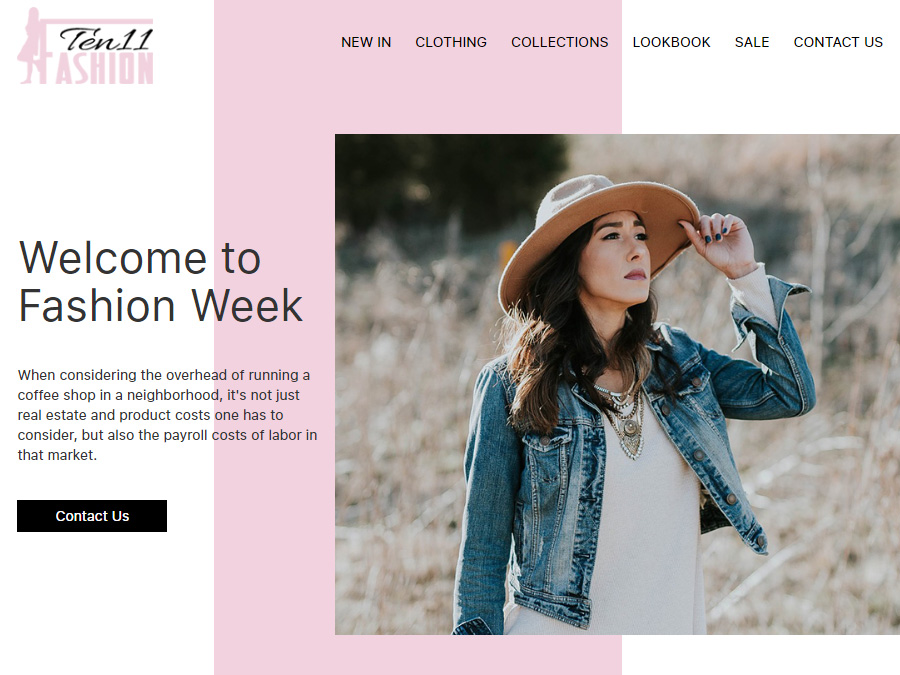 Ten11
FASHION
NEW IN CLOTHING COLLECTIONS LOOKBOOK SALE CONTACT US
Welcome to
Fashion Week
When considering the overhead of running a
coffee shop in a neighborhood, it's not just
real estate and product costs one has to
consider, but also the payroll costs of labor in
that market.
Contact Us